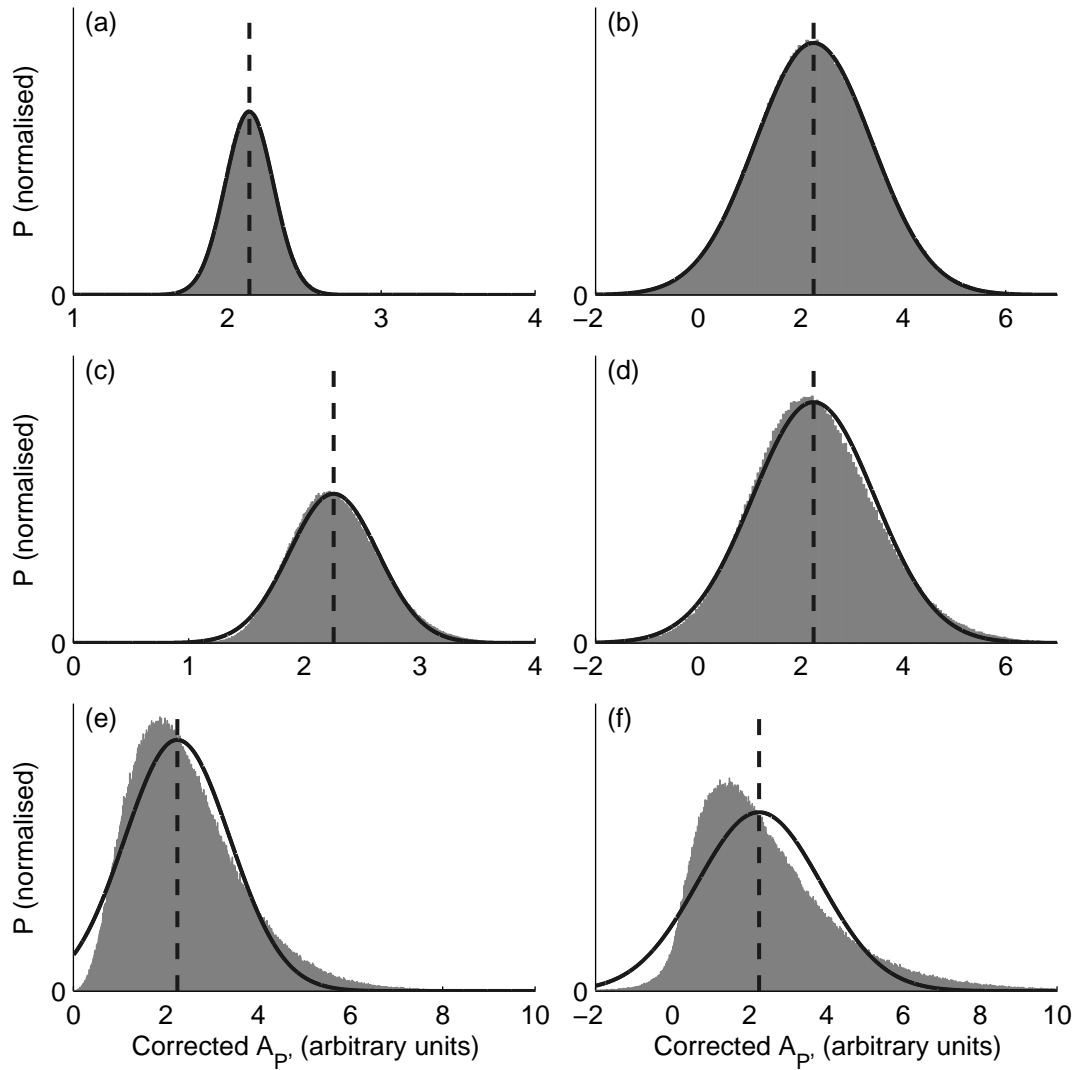 (a)
P (normalised)
0
1 2 3 4
(b)
0
−2 0 2 4 6
(c)
P (normalised)
0
0 1 2 3 4
(d)
0
−2 0 2 4 6
(e)
P (normalised)
0
0 2 4 6 8 10
Corrected A_P' (arbitrary units)
(f)
0
−2 0 2 4 6 8 10
Corrected A_P' (arbitrary units)